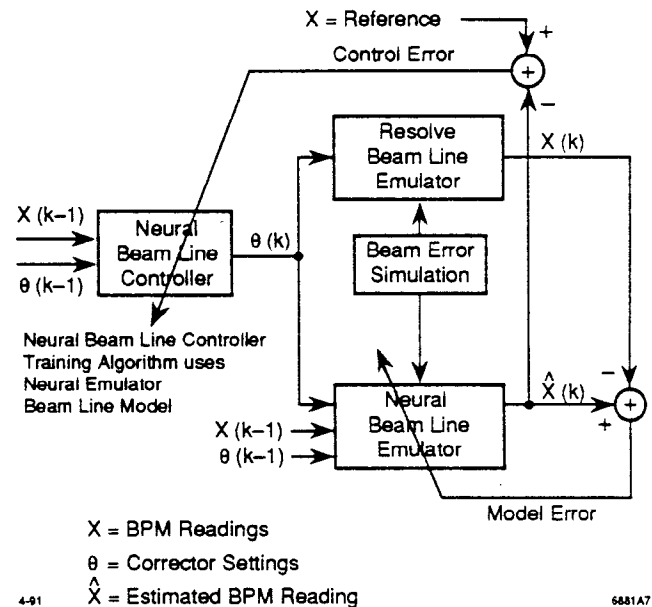 X = Reference
+
Control Error
+
−
Resolve
Beam Line
Emulator
X (k)
X (k−1)
Neural
Beam Line
Controller
θ (k)
Beam Error
Simulation
θ (k−1)
Neural Beam Line Controller
Training Algorithm uses
Neural Emulator
Beam Line Model
Neural
Beam Line
Emulator
X̂ (k)
−
+
+
X (k−1)
θ (k−1)
Model Error
X = BPM Readings
θ = Corrector Settings
X̂ = Estimated BPM Reading
4-91
6881A7